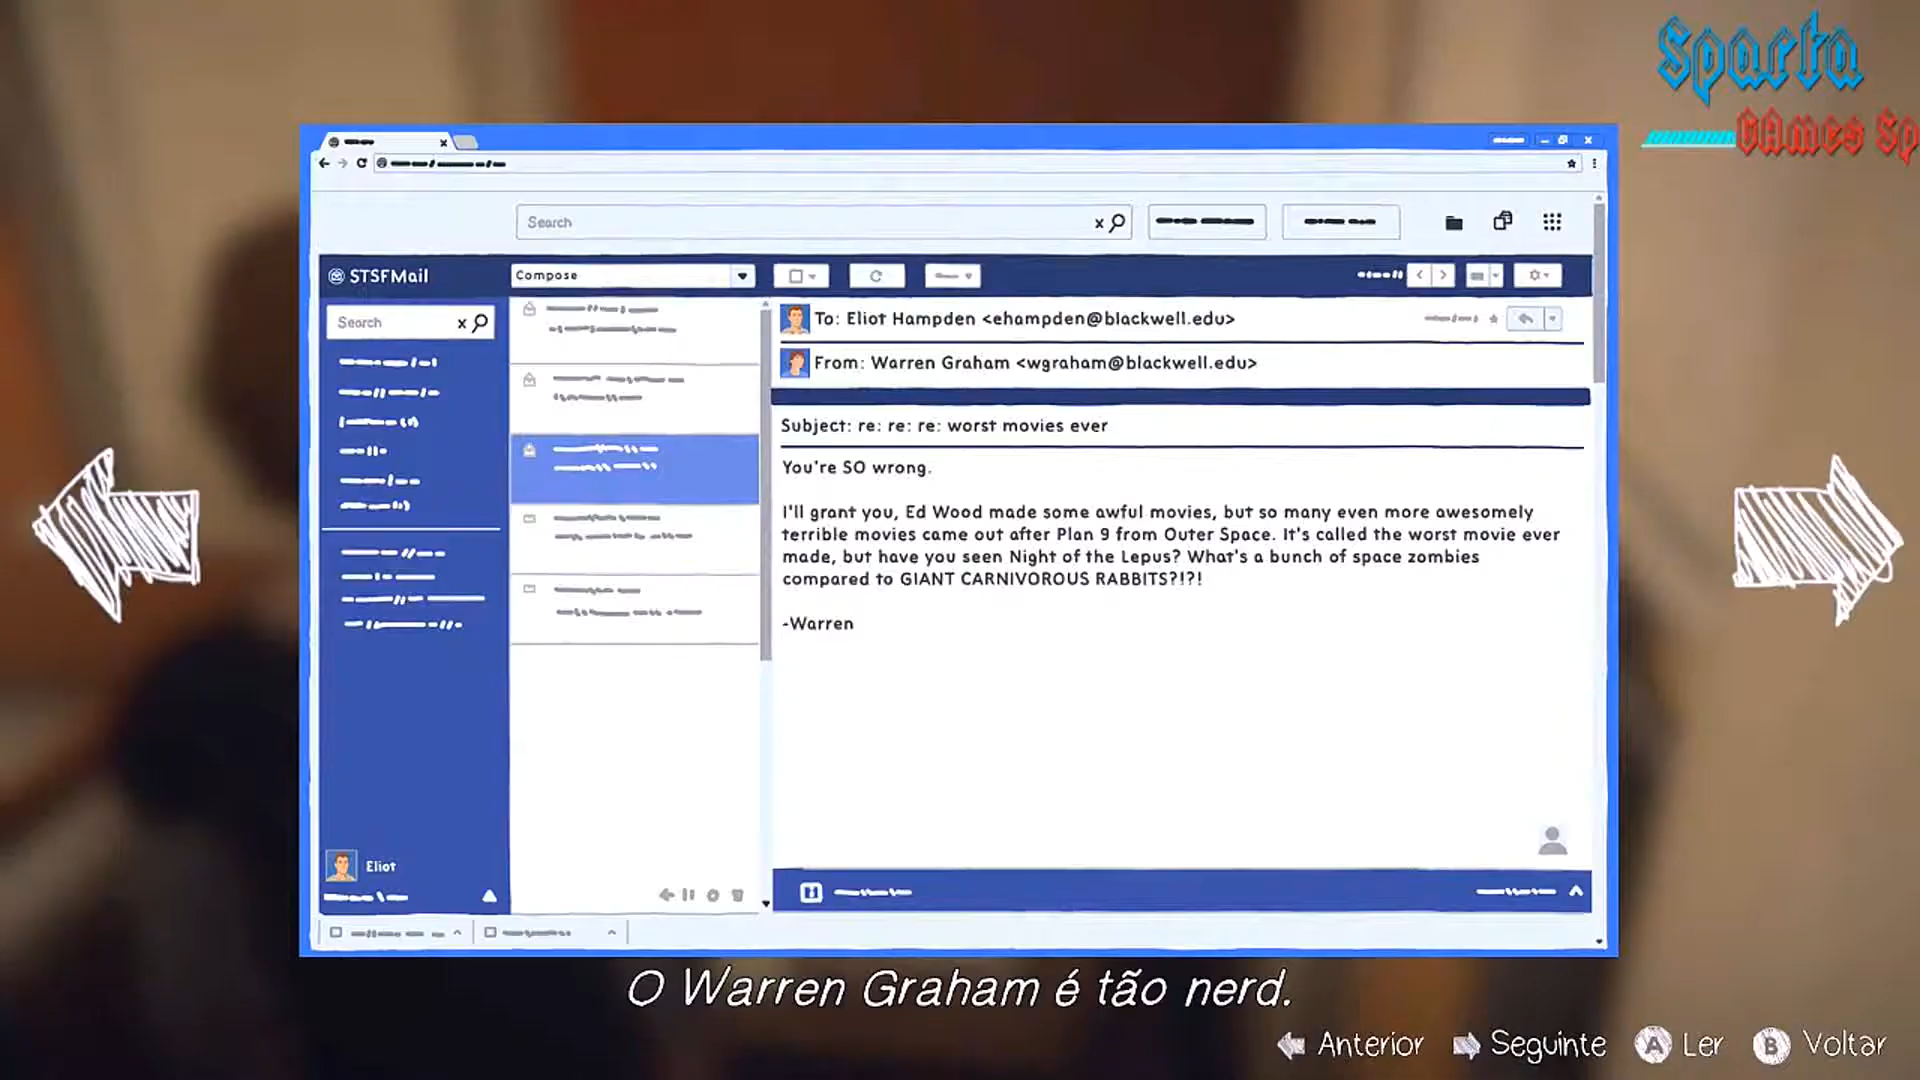 Sparta
GAmes Sp
Search
STSFMail
Compose
Search
To: Eliot Hampden <ehampden@blackwell.edu>
From: Warren Graham <wgraham@blackwell.edu>
Subject: re: re: re: worst movies ever
You're SO wrong.
I'll grant you, Ed Wood made some awful movies, but so many even more awesomely
terrible movies came out after Plan 9 from Outer Space. It's called the worst movie ever
made, but have you seen Night of the Lepus? What's a bunch of space zombies
compared to GIANT CARNIVOROUS RABBITS?!?!
-Warren
Eliot
O Warren Graham é tão nerd.
Anterior
Seguinte
A Ler
B Voltar